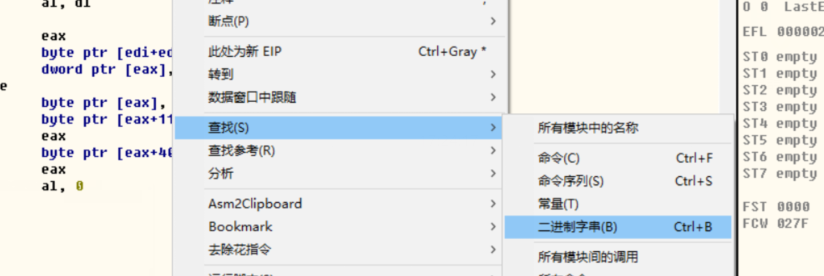 al, dl
eax
byte ptr [edi+ed
dword ptr [eax],
e
byte ptr [eax],
byte ptr [eax+11
eax
byte ptr [eax+40
eax
al, 0
断点(P)
此处为新 EIP Ctrl+Gray *
转到
数据窗口中跟随
查找(S)
查找参考(R)
分析
Asm2Clipboard
Bookmark
去除花指令
所有模块中的名称
命令(C) Ctrl+F
命令序列(S) Ctrl+S
常量(T)
二进制字串(B) Ctrl+B
所有模块间的调用
O 0 LastE
EFL 000002
ST0 empty
ST1 empty
ST2 empty
ST3 empty
ST4 empty
ST5 empty
ST6 empty
ST7 empty
FST 0000
FCW 027F